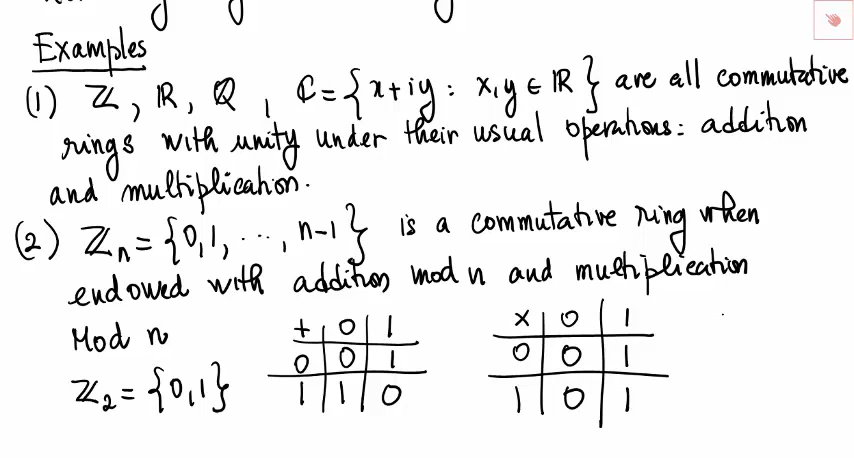 Examples
(1) ℤ, ℝ, ℚ, ℂ = {x+iy : x,y ∈ ℝ} are all commutative
rings with unity under their usual operations: addition
and multiplication.
(2) ℤₙ = {0,1, ..., n-1} is a commutative ring when
endowed with addition mod n and multiplication
Mod n
+ 0 1
× 0 1
0 0 1
0 0 1
ℤ₂ = {0,1}
1 1 0
1 0 1